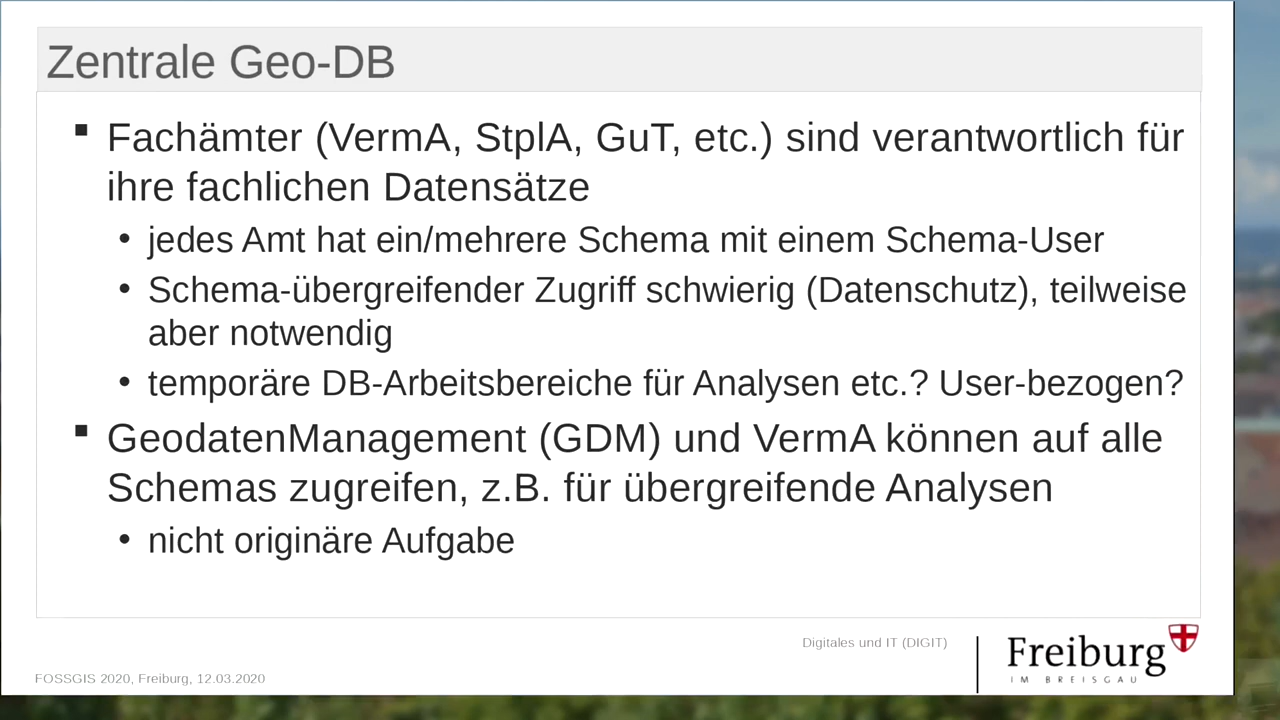 Zentrale Geo-DB
Fachämter (VermA, StplA, GuT, etc.) sind verantwortlich für
ihre fachlichen Datensätze
jedes Amt hat ein/mehrere Schema mit einem Schema-User
Schema-übergreifender Zugriff schwierig (Datenschutz), teilweise
aber notwendig
temporäre DB-Arbeitsbereiche für Analysen etc.? User-bezogen?
GeodatenManagement (GDM) und VermA können auf alle
Schemas zugreifen, z.B. für übergreifende Analysen
nicht originäre Aufgabe
Digitales und IT (DIGIT)
Freiburg
IM BREISGAU
FOSSGIS 2020, Freiburg, 12.03.2020